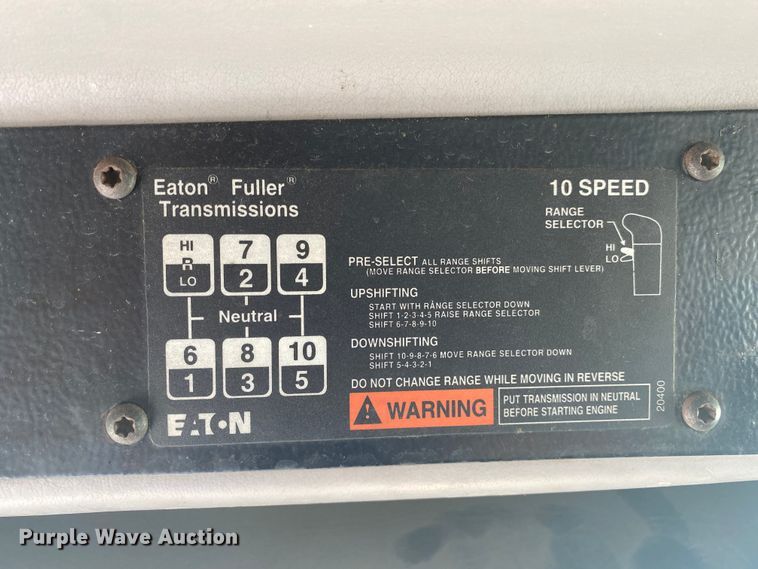 Eaton® Fuller®
Transmissions
10 SPEED
RANGE
SELECTOR
HI
LO
HI
R
LO
7
2
9
4
Neutral
6
1
8
3
10
5
EATON
PRE-SELECT ALL RANGE SHIFTS
(MOVE RANGE SELECTOR BEFORE MOVING SHIFT LEVER)
UPSHIFTING
START WITH RANGE SELECTOR DOWN
SHIFT 1-2-3-4-5 RAISE RANGE SELECTOR
SHIFT 6-7-8-9-10
DOWNSHIFTING
SHIFT 10-9-8-7-6 MOVE RANGE SELECTOR DOWN
SHIFT 5-4-3-2-1
DO NOT CHANGE RANGE WHILE MOVING IN REVERSE
WARNING
PUT TRANSMISSION IN NEUTRAL
BEFORE STARTING ENGINE
20400
Purple Wave Auction